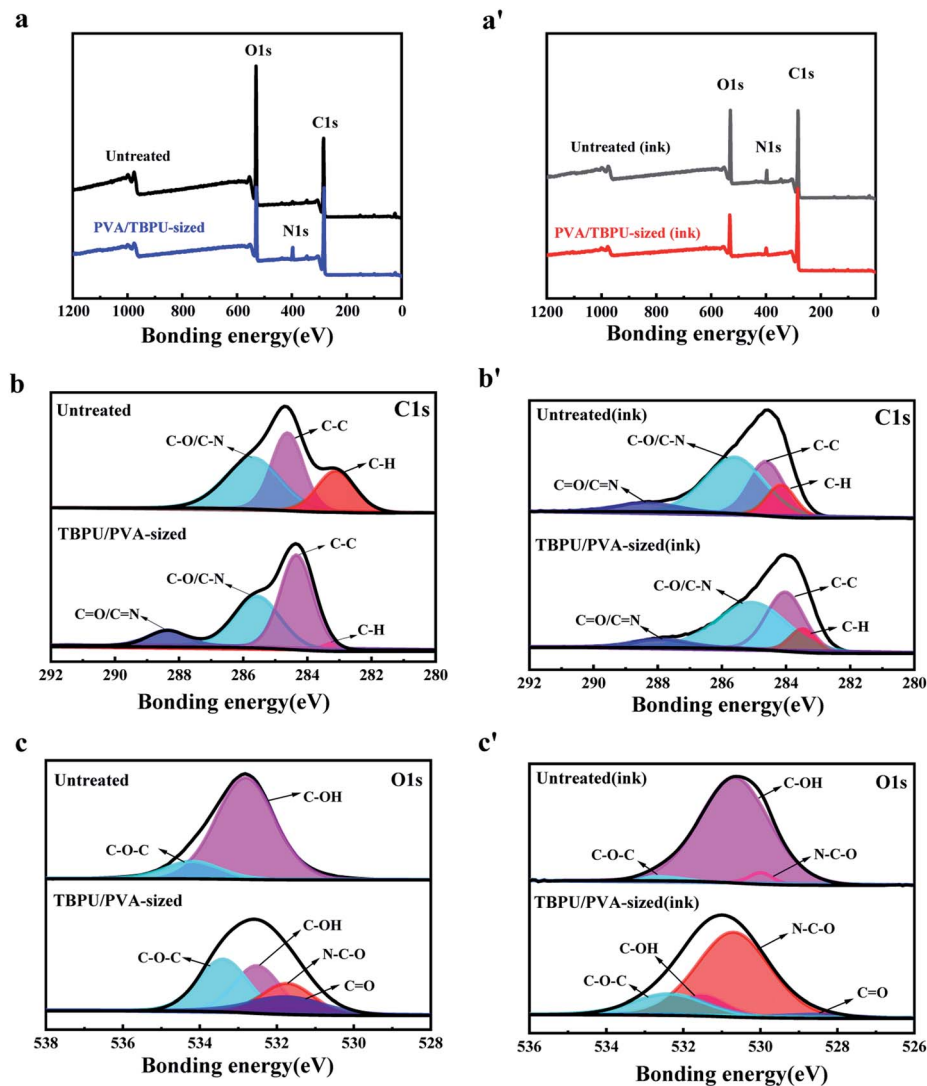 a
O1s
C1s
Untreated
PVA/TBPU-sized
N1s
1200 1000 800 600 400 200 0
Bonding energy(eV)
a'
O1s
C1s
N1s
Untreated (ink)
PVA/TBPU-sized (ink)
1200 1000 800 600 400 200 0
Bonding energy(eV)
b
Untreated
C1s
C-O/C-N
C-C
C-H
TBPU/PVA-sized
C-C
C-O/C-N
C=O/C=N
C-H
292 290 288 286 284 282 280
Bonding energy(eV)
b'
Untreated(ink)
C1s
C-O/C-N
C-C
C-H
C=O/C=N
TBPU/PVA-sized(ink)
C-O/C-N
C-C
C=O/C=N
C-H
292 290 288 286 284 282 280
Bonding energy(eV)
c
Untreated
O1s
C-OH
C-O-C
TBPU/PVA-sized
C-OH
C-O-C
N-C-O
C=O
538 536 534 532 530 528
Bonding energy(eV)
c'
Untreated(ink)
O1s
C-OH
C-O-C
N-C-O
TBPU/PVA-sized(ink)
N-C-O
C-OH
C-O-C
C=O
536 534 532 530 528 526
Bonding energy(eV)